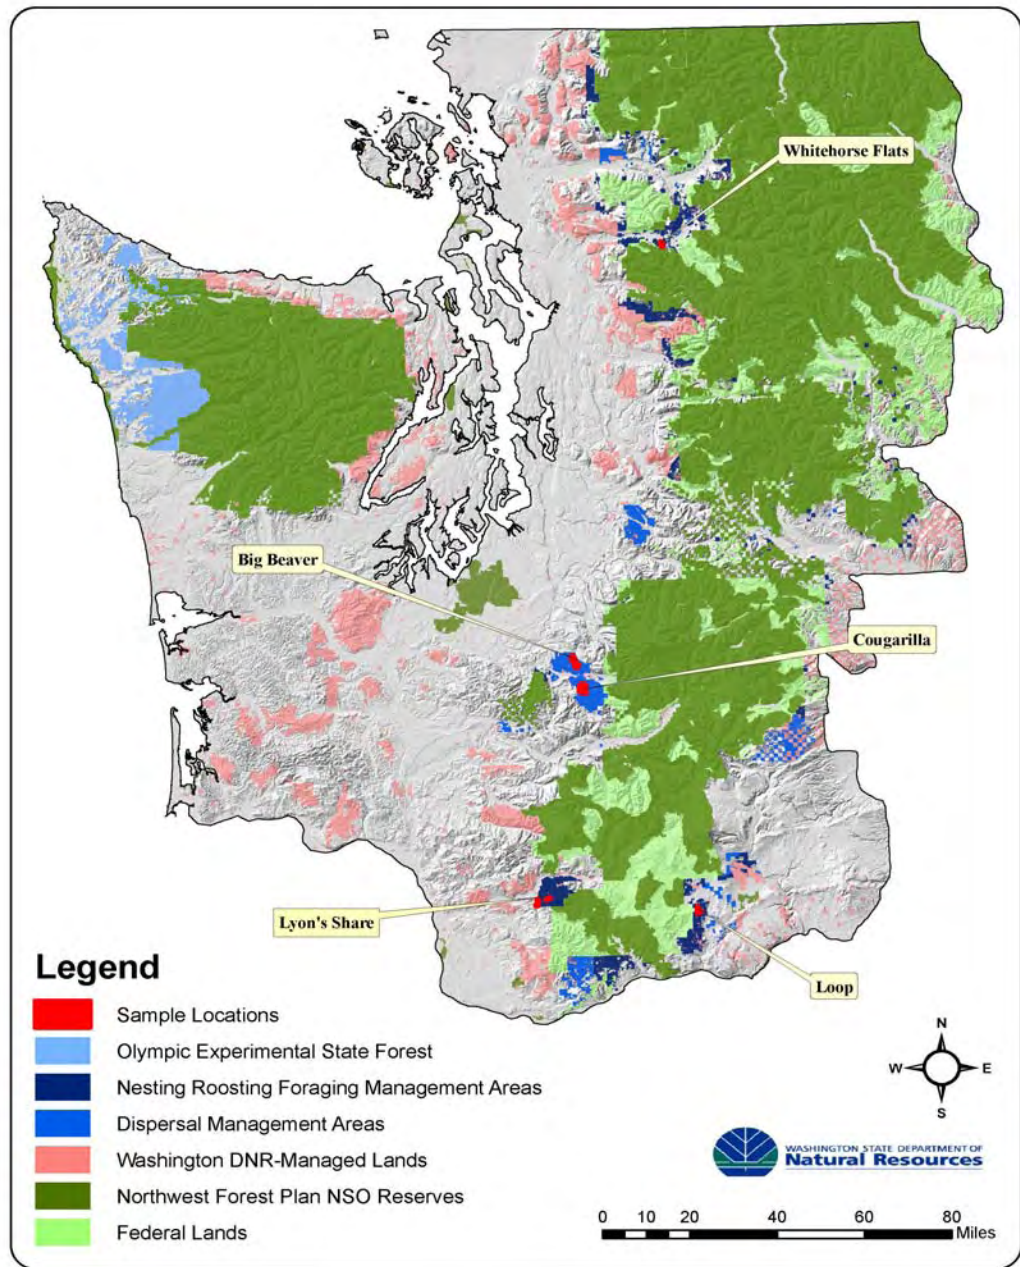 Whitehorse Flats
Big Beaver
Cougarilla
Lyon's Share
Loop
Legend
Sample Locations
Olympic Experimental State Forest
Nesting Roosting Foraging Management Areas
Dispersal Management Areas
Washington DNR-Managed Lands
Northwest Forest Plan NSO Reserves
Federal Lands
N
W E
S
WASHINGTON STATE DEPARTMENT OF
Natural Resources
0 5 10 20 40 60 80
Miles